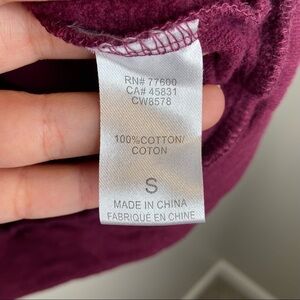 RN# 77600
CA# 45831
CW8578
100%COTTON/
COTON
S
MADE IN CHINA
FABRIQUÉ EN CHINE